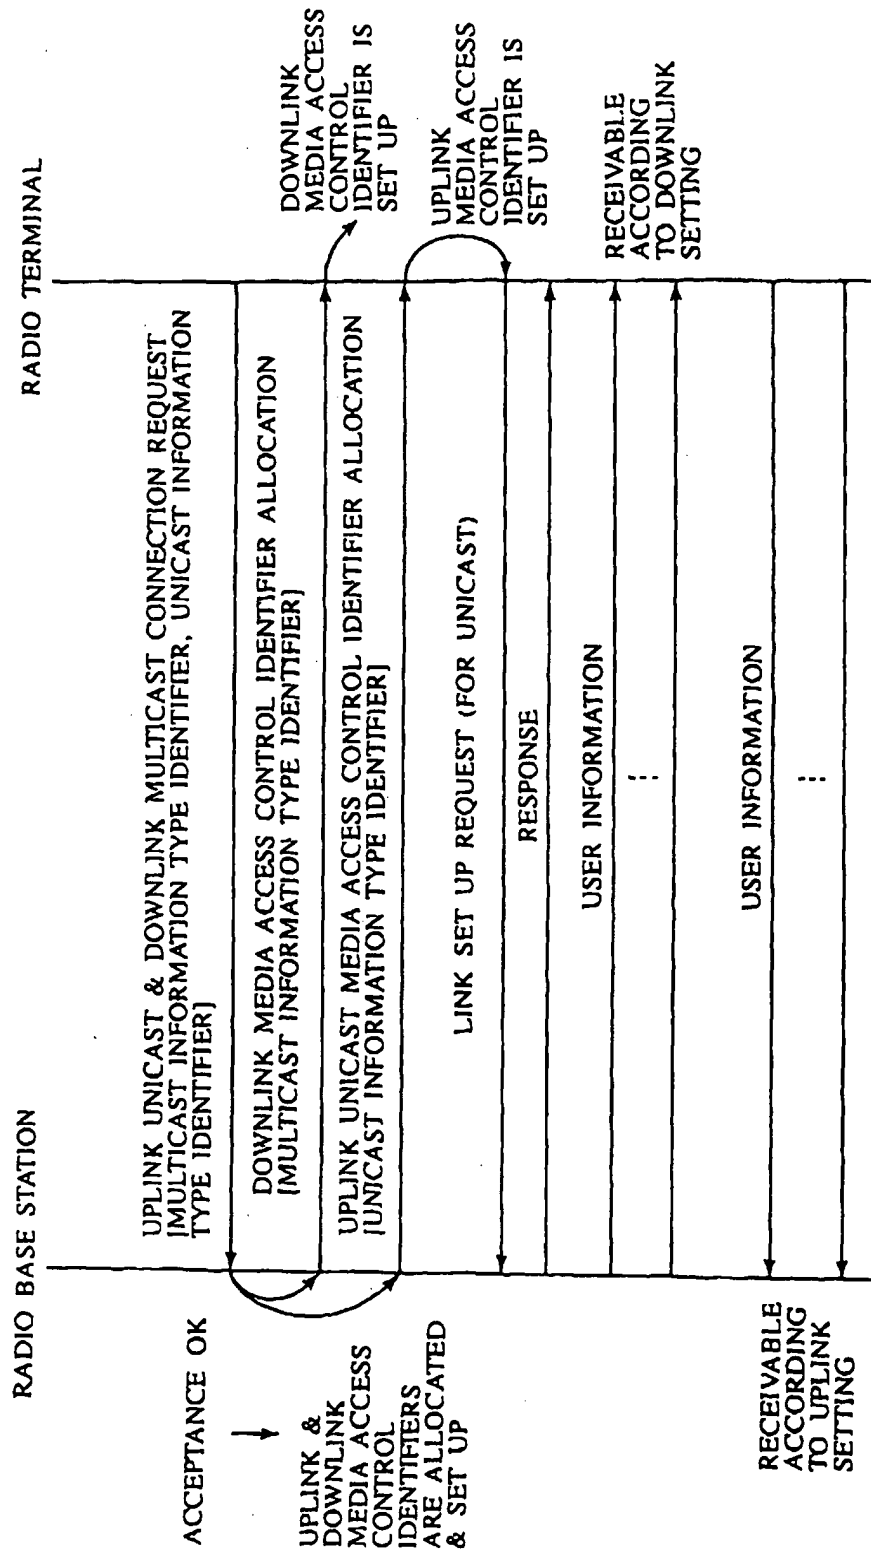 RADIO BASE STATION
RADIO TERMINAL
UPLINK UNICAST & DOWNLINK MULTICAST CONNECTION REQUEST
[MULTICAST INFORMATION TYPE IDENTIFIER, UNICAST INFORMATION
TYPE IDENTIFIER]
ACCEPTANCE OK
UPLINK &
DOWNLINK
MEDIA ACCESS
CONTROL
IDENTIFIERS
ARE ALLOCATED
& SET UP
DOWNLINK MEDIA ACCESS CONTROL IDENTIFIER ALLOCATION
[MULTICAST INFORMATION TYPE IDENTIFIER]
DOWNLINK
MEDIA ACCESS
CONTROL
IDENTIFIER IS
SET UP
UPLINK UNICAST MEDIA ACCESS CONTROL IDENTIFIER ALLOCATION
[UNICAST INFORMATION TYPE IDENTIFIER]
UPLINK
MEDIA ACCESS
CONTROL
IDENTIFIER IS
SET UP
LINK SET UP REQUEST (FOR UNICAST)
RESPONSE
USER INFORMATION
RECEIVABLE
ACCORDING
TO DOWNLINK
SETTING
USER INFORMATION
RECEIVABLE
ACCORDING
TO UPLINK
SETTING